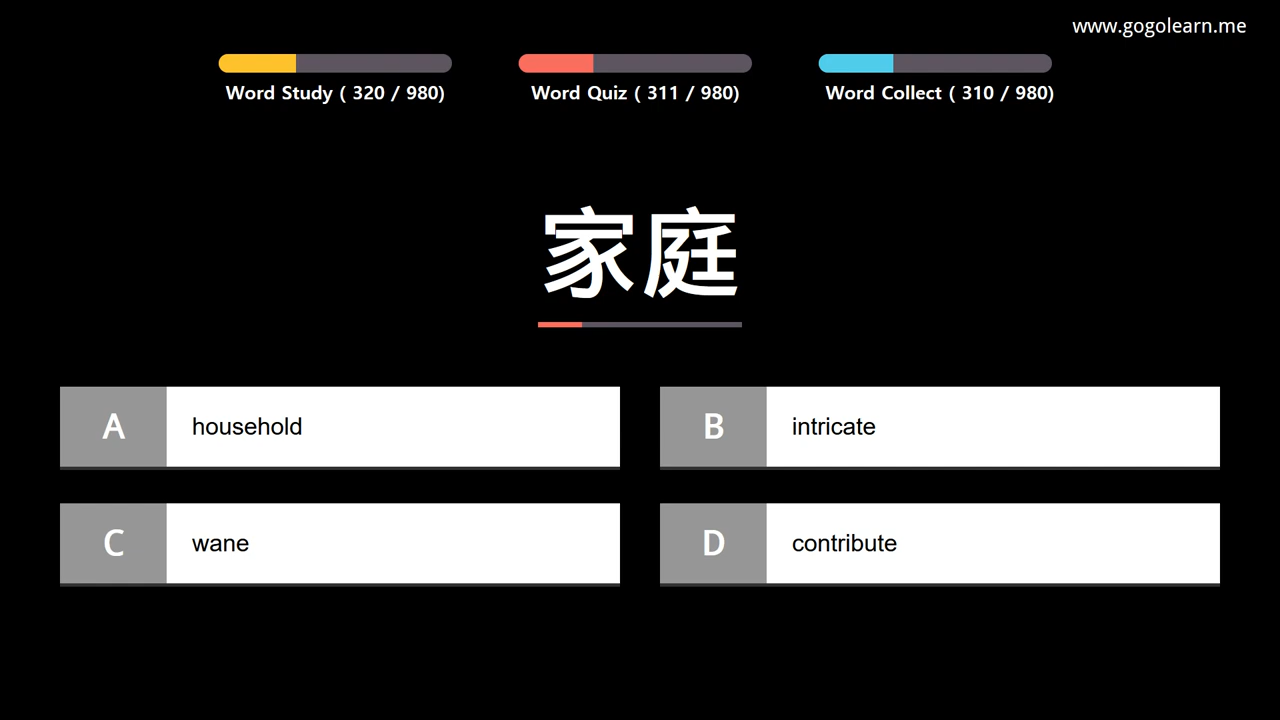 www.gogolearn.me
Word Study ( 320 / 980)
Word Quiz ( 311 / 980)
Word Collect ( 310 / 980)
家庭
A household
B intricate
C wane
D contribute